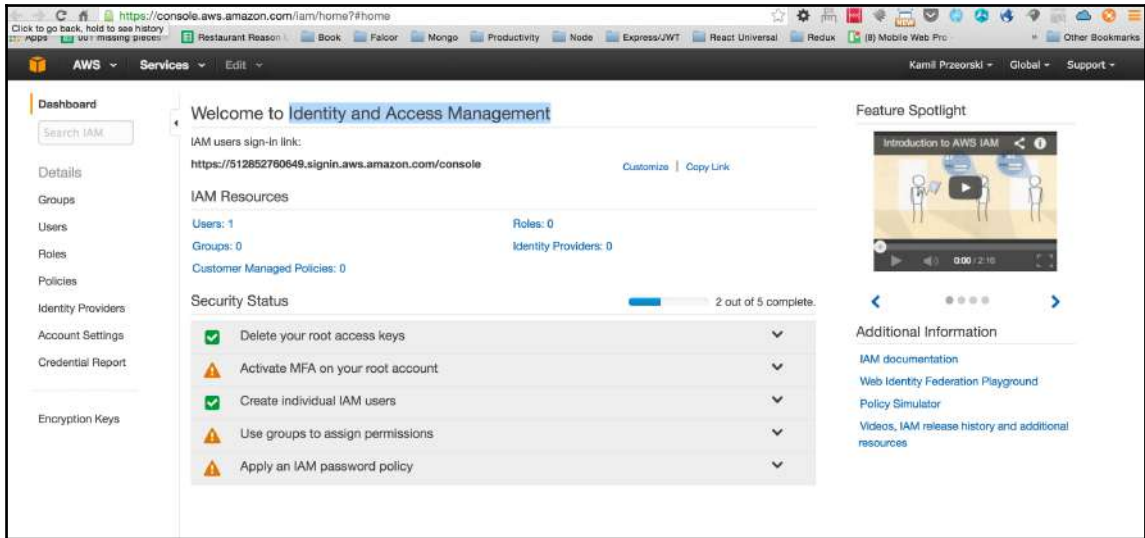 https://console.aws.amazon.com/iam/home?#home
Click to go back, hold to see history
Apps 001 missing pieces Restaurant Reason Book Falcor Mongo Productivity Node Express/JWT React Universal Redux (8) Mobile Web Pro » Other Bookmarks
AWS Services Edit Kamil Przeorski Global Support
Dashboard
Search IAM
Details
Groups
Users
Roles
Policies
Identity Providers
Account Settings
Credential Report
Encryption Keys
Welcome to Identity and Access Management
IAM users sign-in link:
https://512852760649.signin.aws.amazon.com/console Customize | Copy Link
IAM Resources
Users: 1 Roles: 0
Groups: 0 Identity Providers: 0
Customer Managed Policies: 0
Security Status 2 out of 5 complete.
Delete your root access keys
Activate MFA on your root account
Create individual IAM users
Use groups to assign permissions
Apply an IAM password policy
Feature Spotlight
Introduction to AWS IAM
0:00 / 2:16
Additional Information
IAM documentation
Web Identity Federation Playground
Policy Simulator
Videos, IAM release history and additional
resources